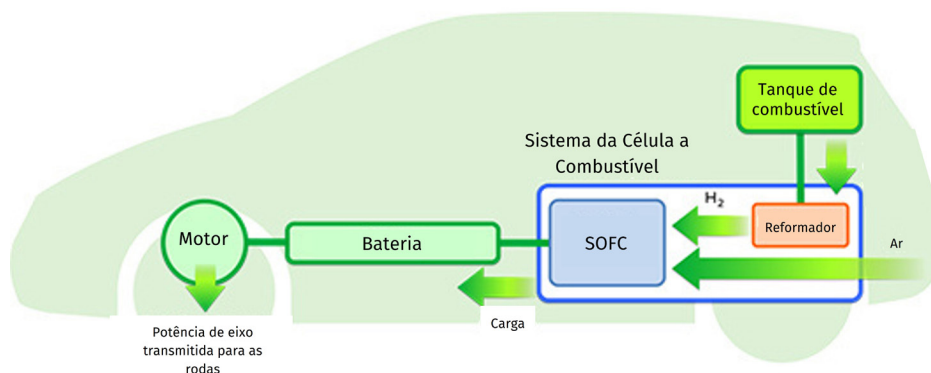 Tanque de
combustível
Sistema da Célula a
Combustível
H₂
Motor
Bateria
SOFC
Reformador
Ar
Carga
Potência de eixo
transmitida para as
rodas